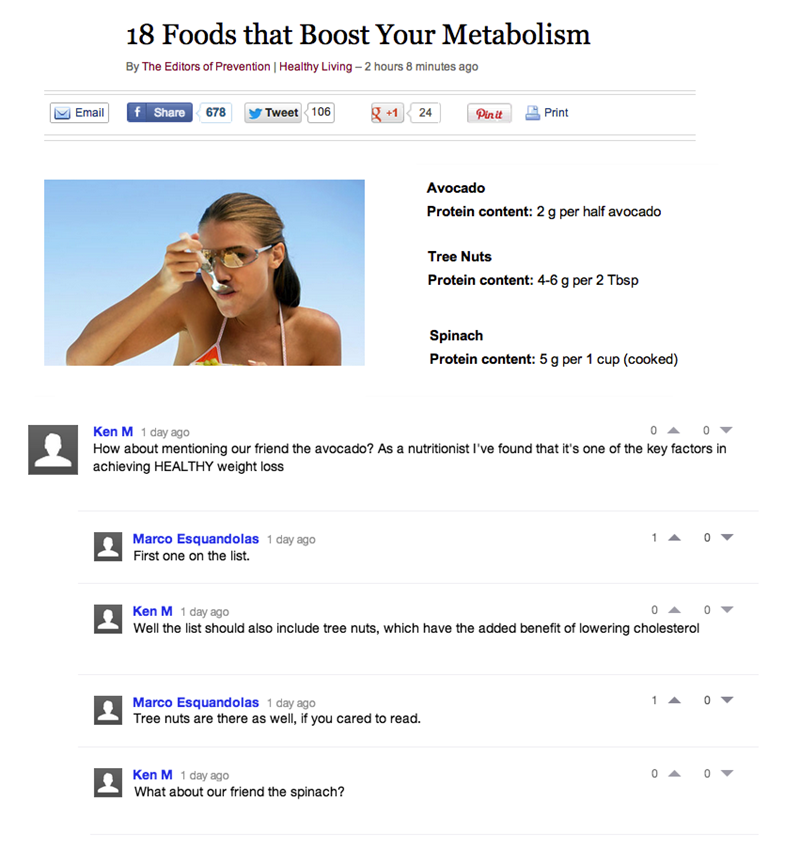 18 Foods that Boost Your Metabolism
By The Editors of Prevention | Healthy Living – 2 hours 8 minutes ago
Email f Share 678 Tweet 106 g +1 24 Pin it Print
Avocado
Protein content: 2 g per half avocado
Tree Nuts
Protein content: 4-6 g per 2 Tbsp
Spinach
Protein content: 5 g per 1 cup (cooked)
Ken M 1 day ago 0 0
How about mentioning our friend the avocado? As a nutritionist I've found that it's one of the key factors in
achieving HEALTHY weight loss
Marco Esquandolas 1 day ago 1 0
First one on the list.
Ken M 1 day ago 0 0
Well the list should also include tree nuts, which have the added benefit of lowering cholesterol
Marco Esquandolas 1 day ago 1 0
Tree nuts are there as well, if you cared to read.
Ken M 1 day ago 0 0
What about our friend the spinach?